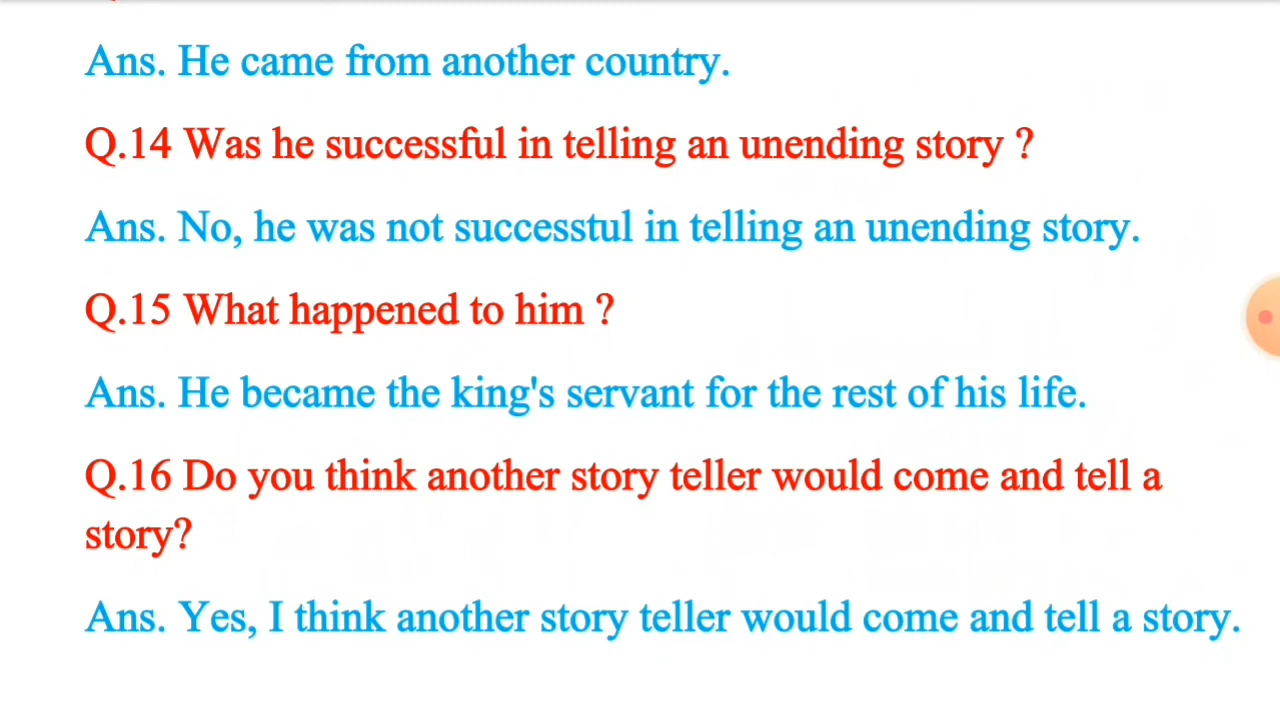 Ans. He came from another country.
Q.14 Was he successful in telling an unending story ?
Ans. No, he was not successtul in telling an unending story.
Q.15 What happened to him ?
Ans. He became the king's servant for the rest of his life.
Q.16 Do you think another story teller would come and tell a
story?
Ans. Yes, I think another story teller would come and tell a story.